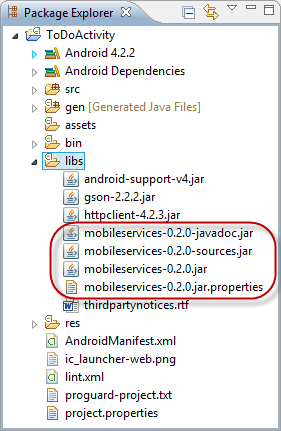 Package Explorer
ToDoActivity
Android 4.2.2
Android Dependencies
src
gen [Generated Java Files]
assets
bin
libs
android-support-v4.jar
gson-2.2.2.jar
httpclient-4.2.3.jar
mobileservices-0.2.0-javadoc.jar
mobileservices-0.2.0-sources.jar
mobileservices-0.2.0.jar
mobileservices-0.2.0.jar.properties
thirdpartynotices.rtf
res
AndroidManifest.xml
ic_launcher-web.png
lint.xml
proguard-project.txt
project.properties